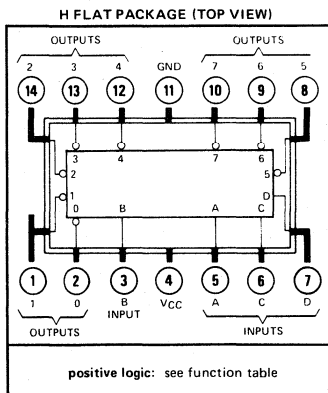 H FLAT PACKAGE (TOP VIEW)
OUTPUTS OUTPUTS
2 3 4 GND 7 6 5
14 13 12 11 10 9 8
3 4 7 6
2 5
1 D
0 B A C
1 2 3 4 5 6 7
1 0 B VCC A C D
INPUT
OUTPUTS INPUTS
positive logic: see function table